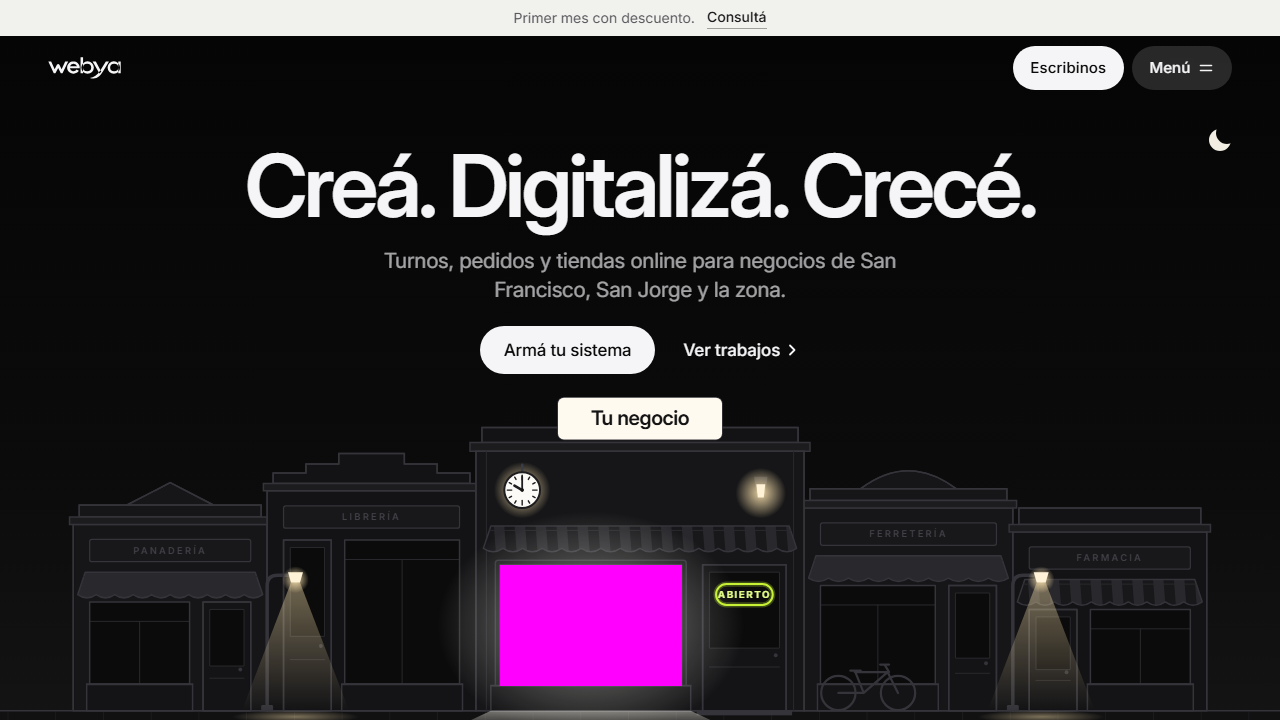 Primer mes con descuento. Consultá
webya
Escribinos
Menú
Creá. Digitalizá. Crecé.
Turnos, pedidos y tiendas online para negocios de San
Francisco, San Jorge y la zona.
Armá tu sistema
Ver trabajos
Tu negocio
LIBRERÍA
PANADERÍA
FERRETERÍA
FARMACIA
ABIERTO